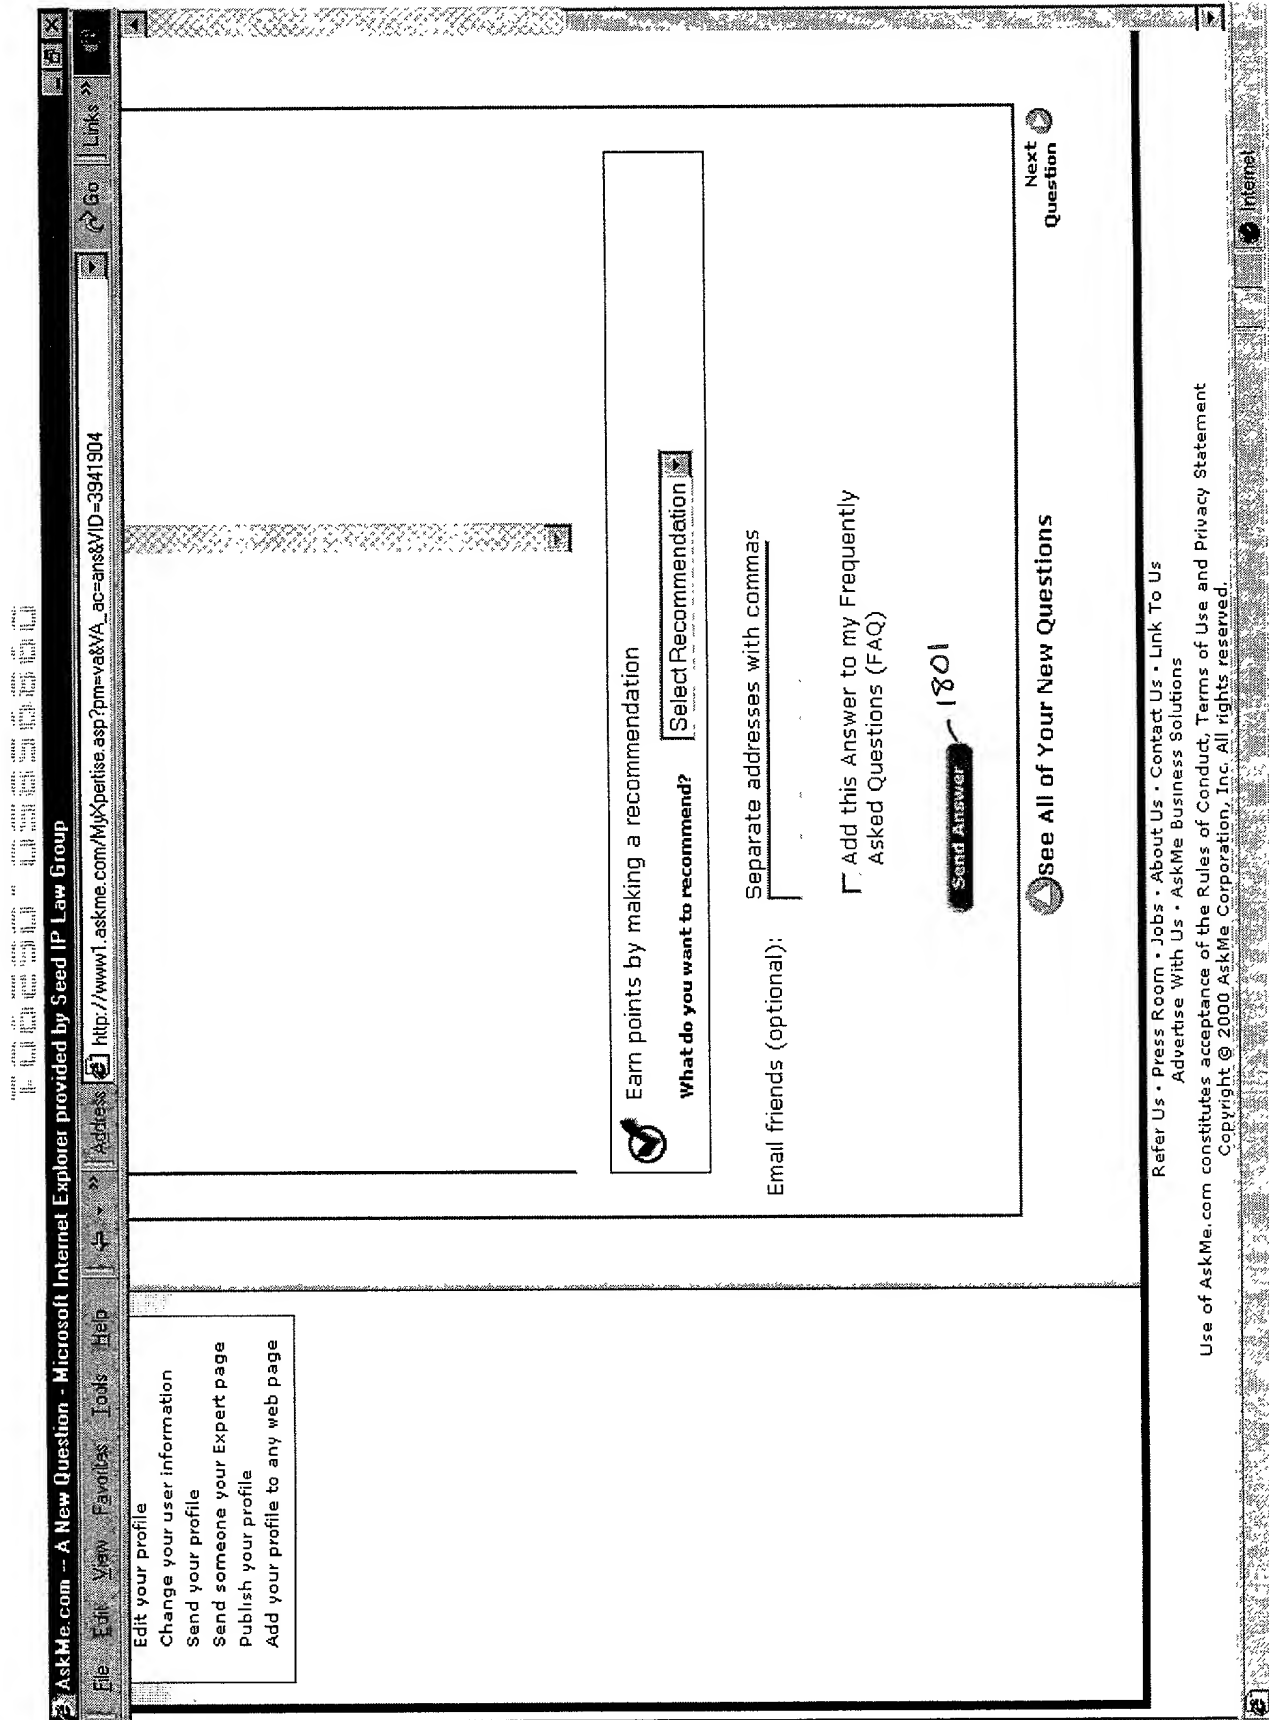 AskMe.com -- A New Question - Microsoft Internet Explorer provided by Seed IP Law Group
File Edit View Favorites Tools Help
Address http://www1.askme.com/MyXpertise.asp?pm=va&VA_ac=ans&VID=3941904
Go Links »
Edit your profile
Change your user information
Send your profile
Send someone your Expert page
Publish your profile
Add your profile to any web page
Earn points by making a recommendation
What do you want to recommend? Select Recommendation
Separate addresses with commas
Email friends (optional):
Add this Answer to my Frequently
Asked Questions (FAQ)
Send Answer 1801
See All of Your New Questions
Next
Question
Refer Us • Press Room • Jobs • About Us • Contact Us • Link To Us
Advertise With Us • AskMe Business Solutions
Use of AskMe.com constitutes acceptance of the Rules of Conduct, Terms of Use and Privacy Statement
Copyright @ 2000 AskMe Corporation, Inc. All rights reserved.
Internet